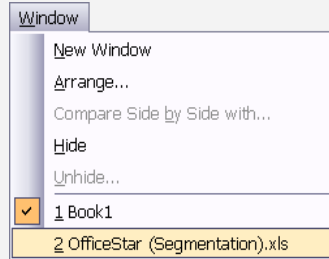 Window
New Window
Arrange...
Compare Side by Side with...
Hide
Unhide...
1 Book1
2 OfficeStar (Segmentation).xls